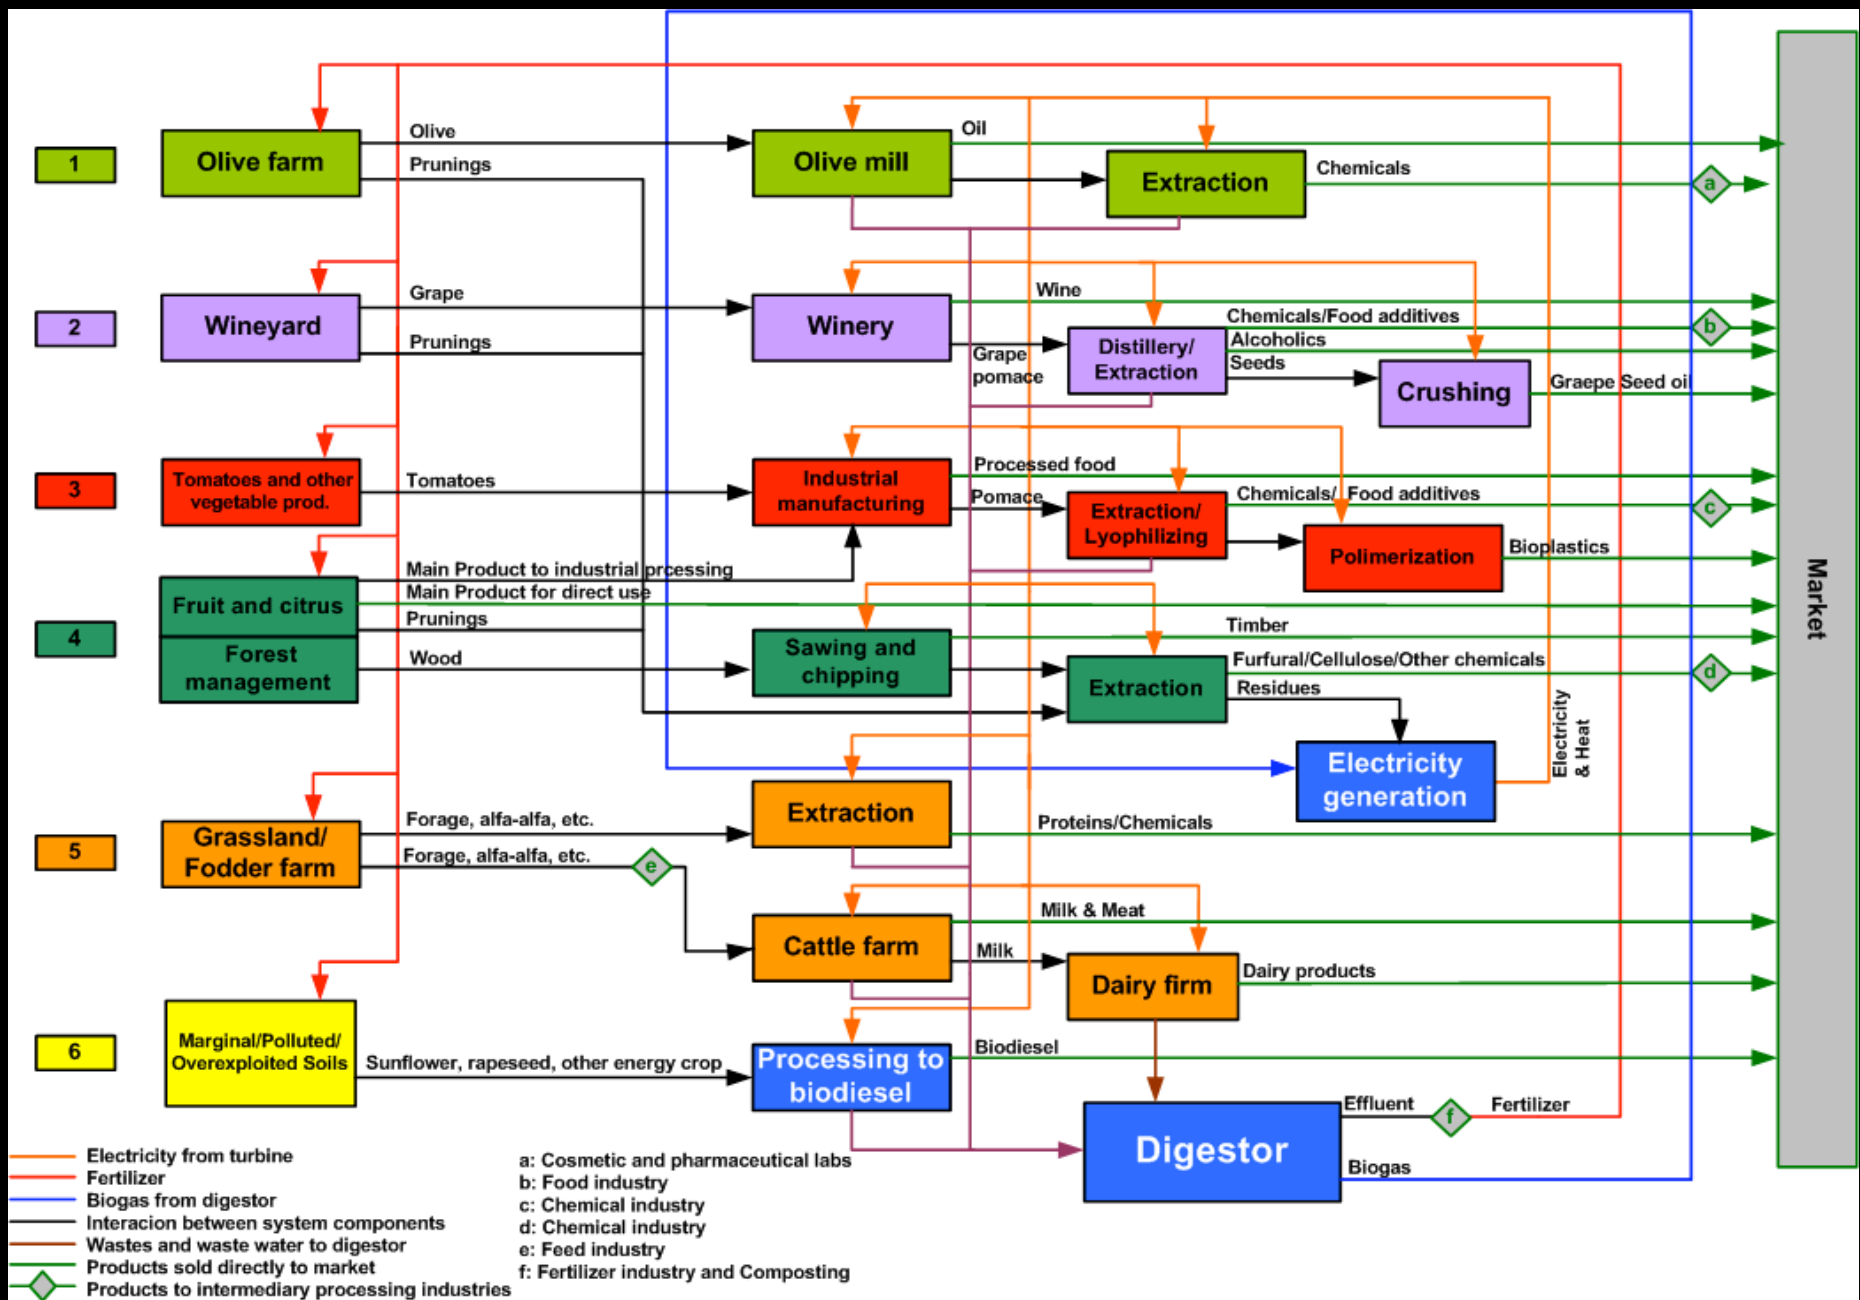 Olive
Oil
1
Olive farm
Prunings
Olive mill
Extraction
Chemicals
a
2
Wineyard
Grape
Prunings
Winery
Wine
Grape
pomace
Distillery/
Extraction
Chemicals/Food additives
Alcoholics
Seeds
b
Crushing
Graepe Seed oil
3
Tomatoes and other
vegetable prod.
Tomatoes
Industrial
manufacturing
Processed food
Pomace
Extraction/
Lyophilizing
Chemicals/ Food additives
c
Polimerization
Bioplastics
Market
4
Fruit and citrus
Main Product to industrial prcessing
Main Product for direct use
Prunings
Forest
management
Wood
Sawing and
chipping
Timber
Extraction
Furfural/Cellulose/Other chemicals
Residues
d
Electricity
generation
Electricity
& Heat
5
Grassland/
Fodder farm
Forage, alfa-alfa, etc.
Forage, alfa-alfa, etc.
e
Extraction
Proteins/Chemicals
Cattle farm
Milk & Meat
Milk
Dairy firm
Dairy products
6
Marginal/Polluted/
Overexploited Soils
Sunflower, rapeseed, other energy crop
Processing to
biodiesel
Biodiesel
Digestor
Effluent
f
Fertilizer
Biogas
Electricity from turbine
Fertilizer
Biogas from digestor
Interacion between system components
Wastes and waste water to digestor
Products sold directly to market
Products to intermediary processing industries
a: Cosmetic and pharmaceutical labs
b: Food industry
c: Chemical industry
d: Chemical industry
e: Feed industry
f: Fertilizer industry and Composting